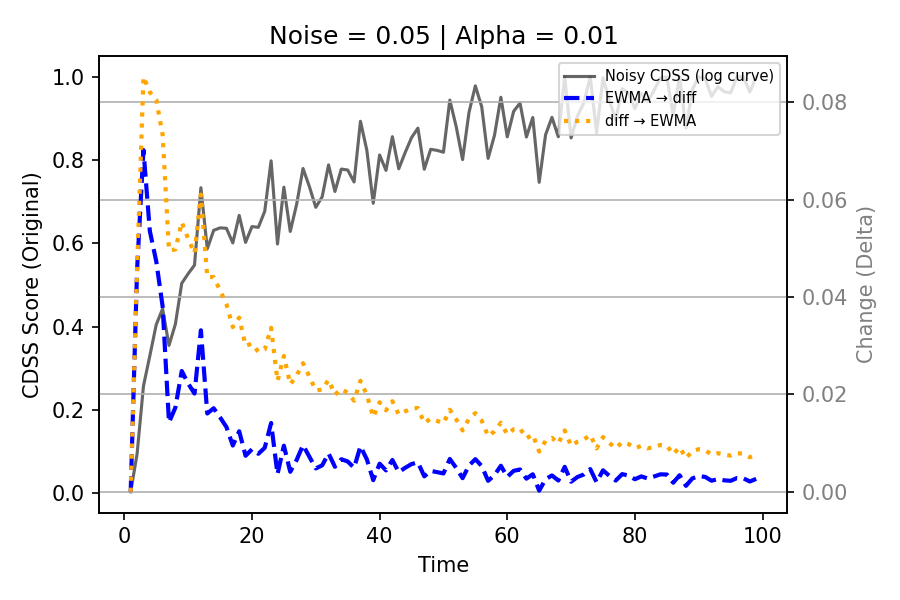 Noise = 0.05 | Alpha = 0.01
Noisy CDSS (log curve)
EWMA → diff
diff → EWMA
CDSS Score (Original)
1.0
0.8
0.6
0.4
0.2
0.0
0.08
0.06
0.04
0.02
0.00
Change (Delta)
0 20 40 60 80 100
Time